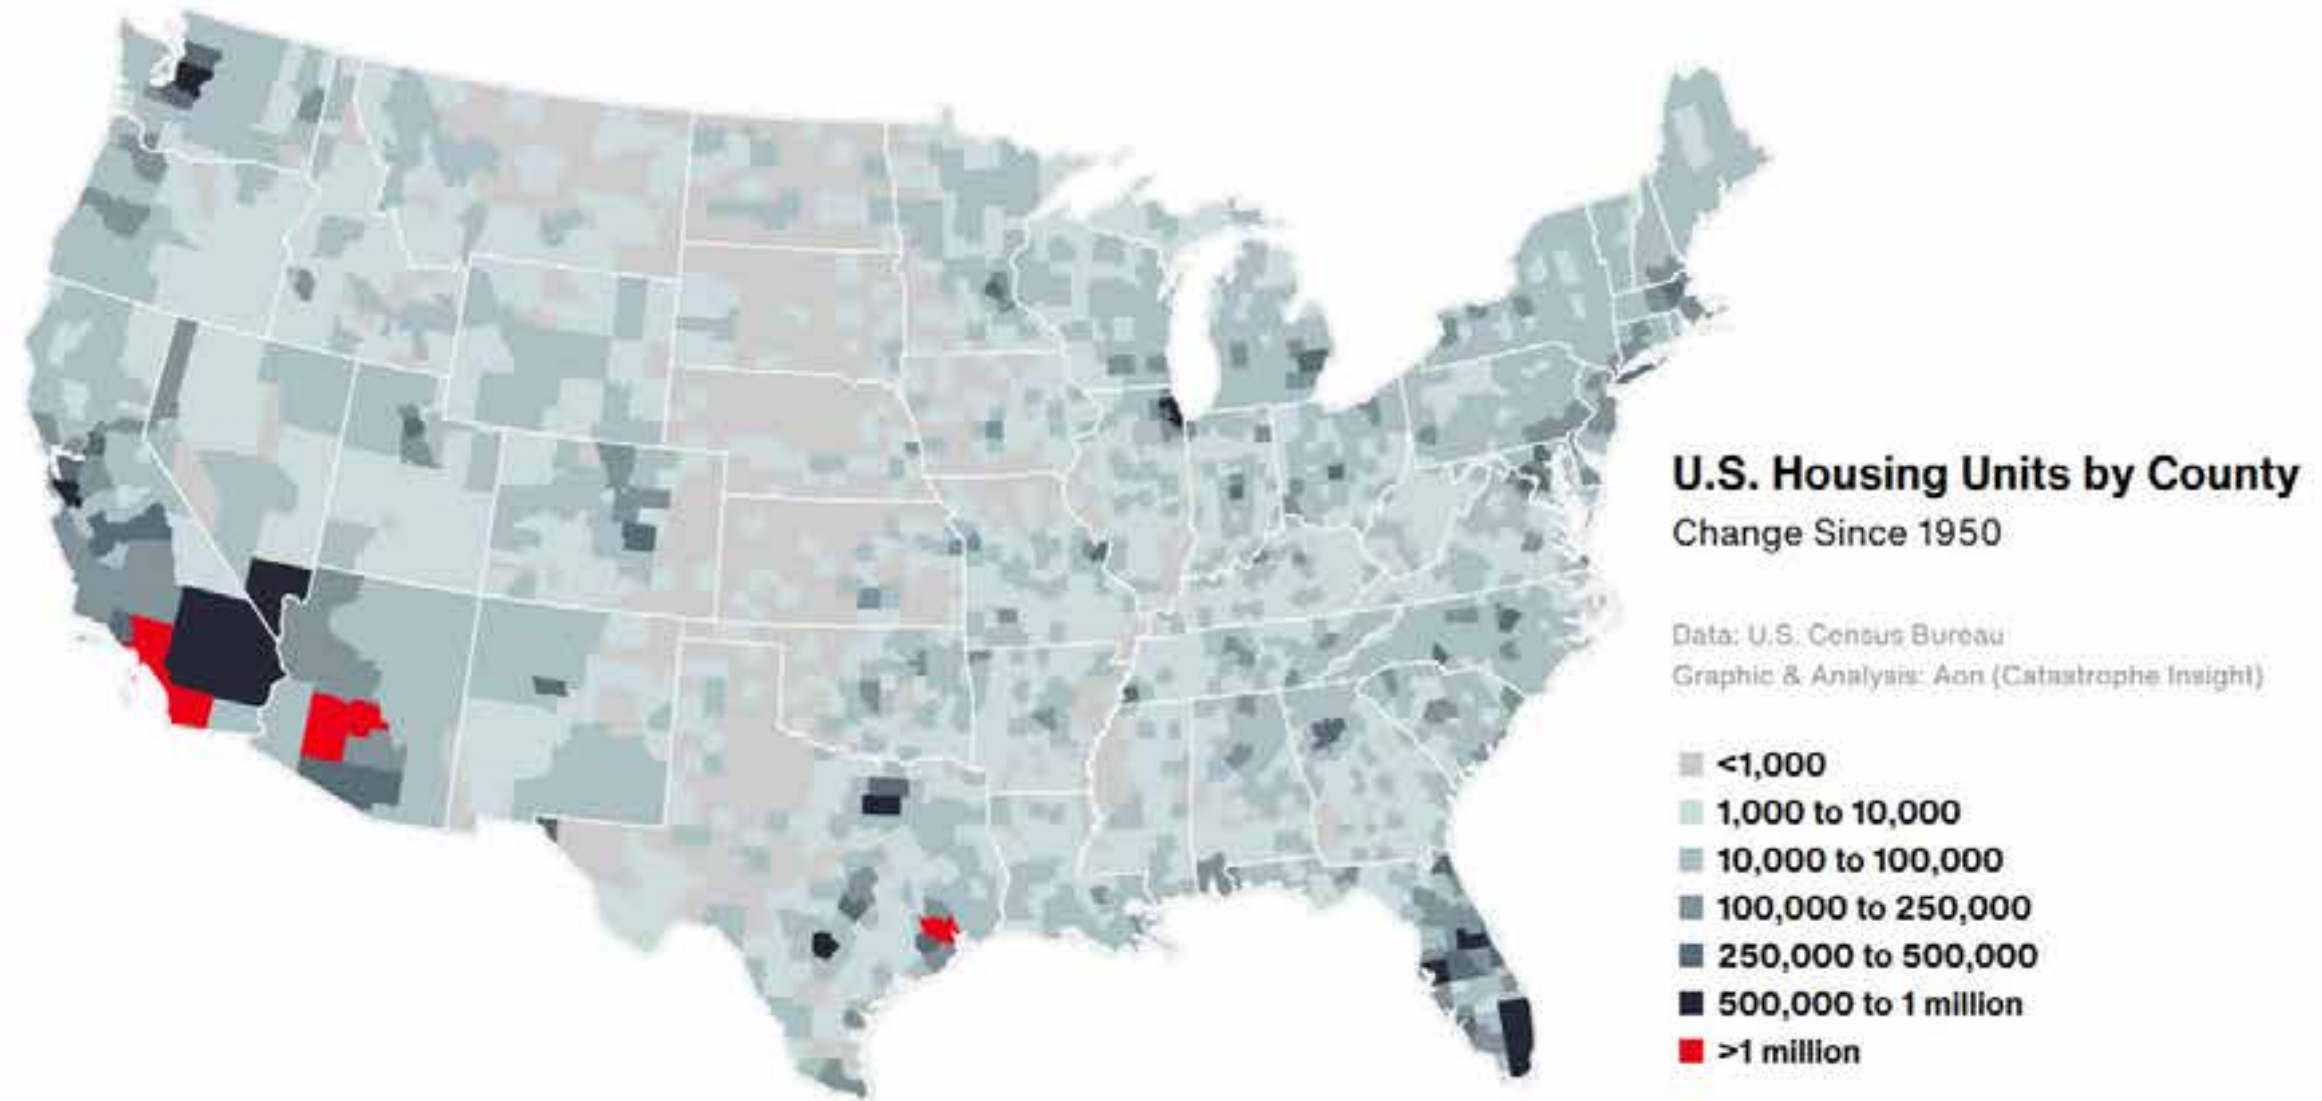 U.S. Housing Units by County
Change Since 1950
Data: U.S. Census Bureau
Graphic & Analysis: Aon (Catastrophe Insight)
<1,000
1,000 to 10,000
10,000 to 100,000
100,000 to 250,000
250,000 to 500,000
500,000 to 1 million
>1 million